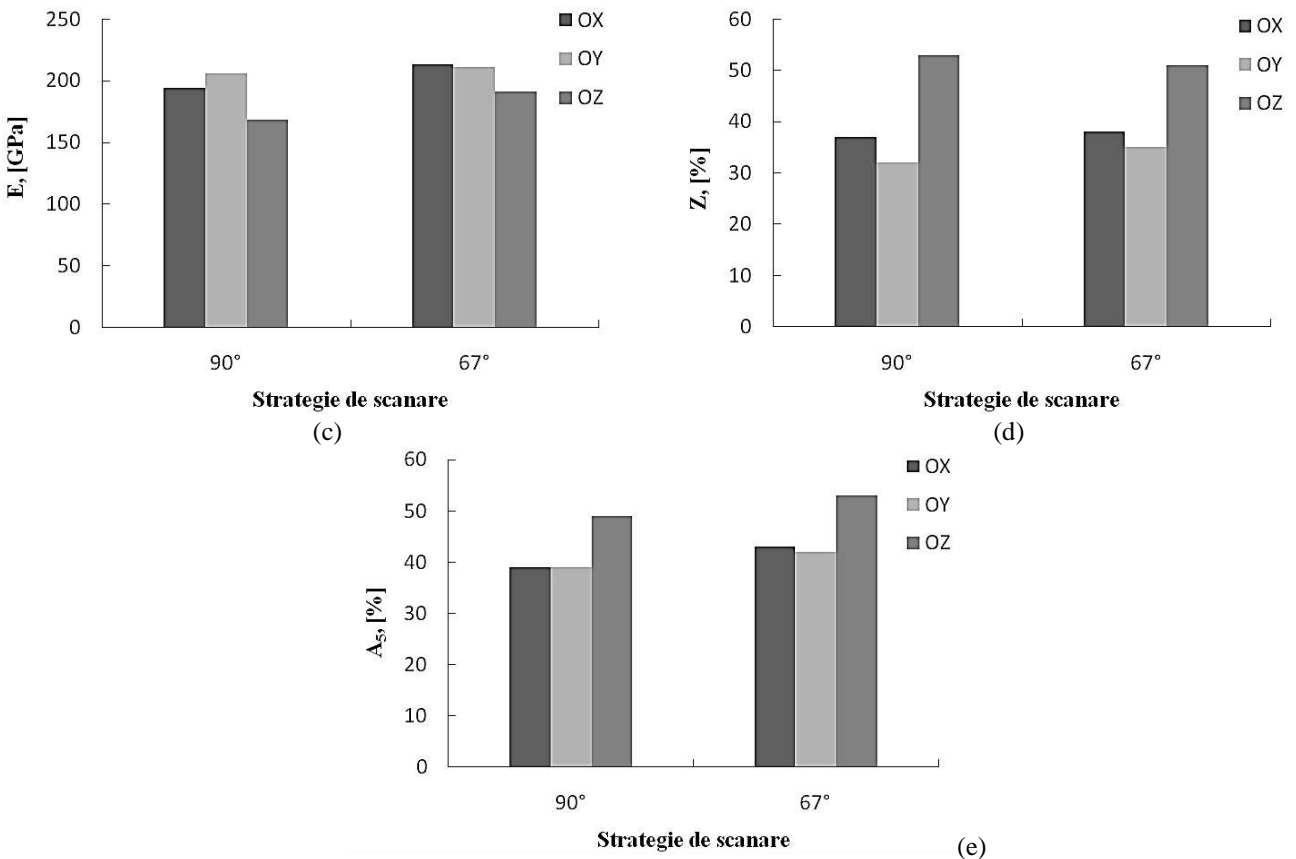 E, [GPa]
250
200
150
100
50
0
OX
OY
OZ
90°
67°
Strategie de scanare
(c)
Z, [%]
60
50
40
30
20
10
0
OX
OY
OZ
90°
67°
Strategie de scanare
(d)
A₅, [%]
60
50
40
30
20
10
0
OX
OY
OZ
90°
67°
Strategie de scanare
(e)